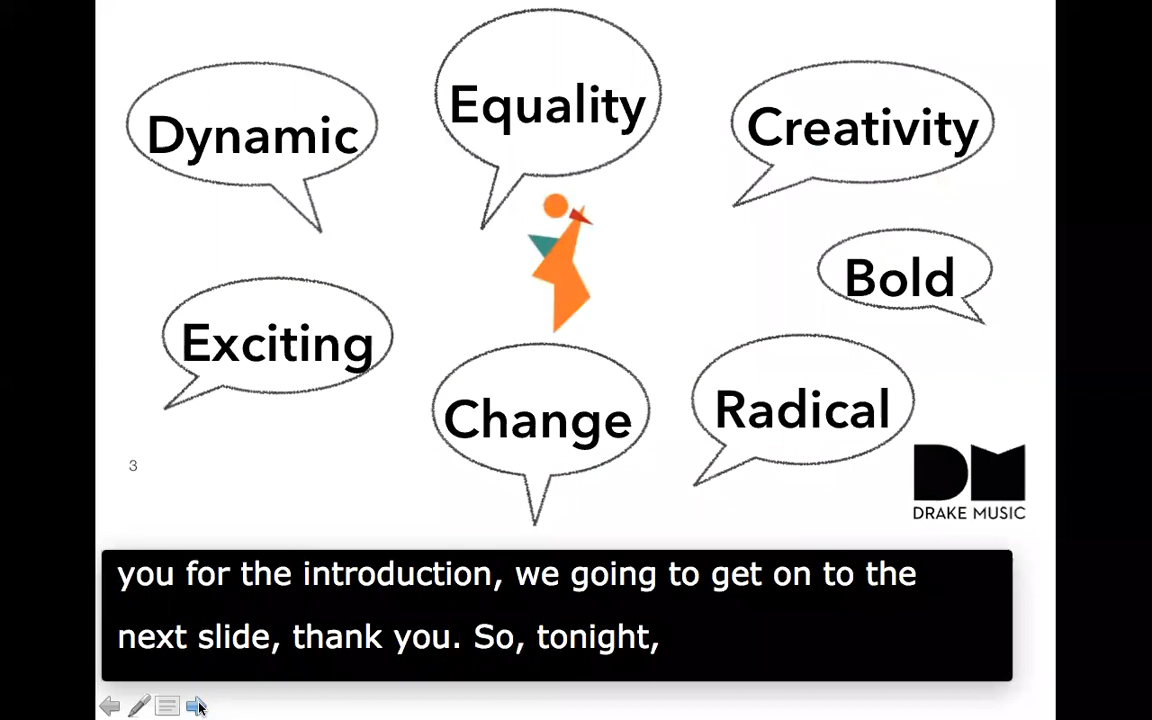 Dynamic
Equality
Creativity
Bold
Exciting
Change
Radical
3
DM
DRAKE MUSIC
you for the introduction, we going to get on to the
next slide, thank you. So, tonight,